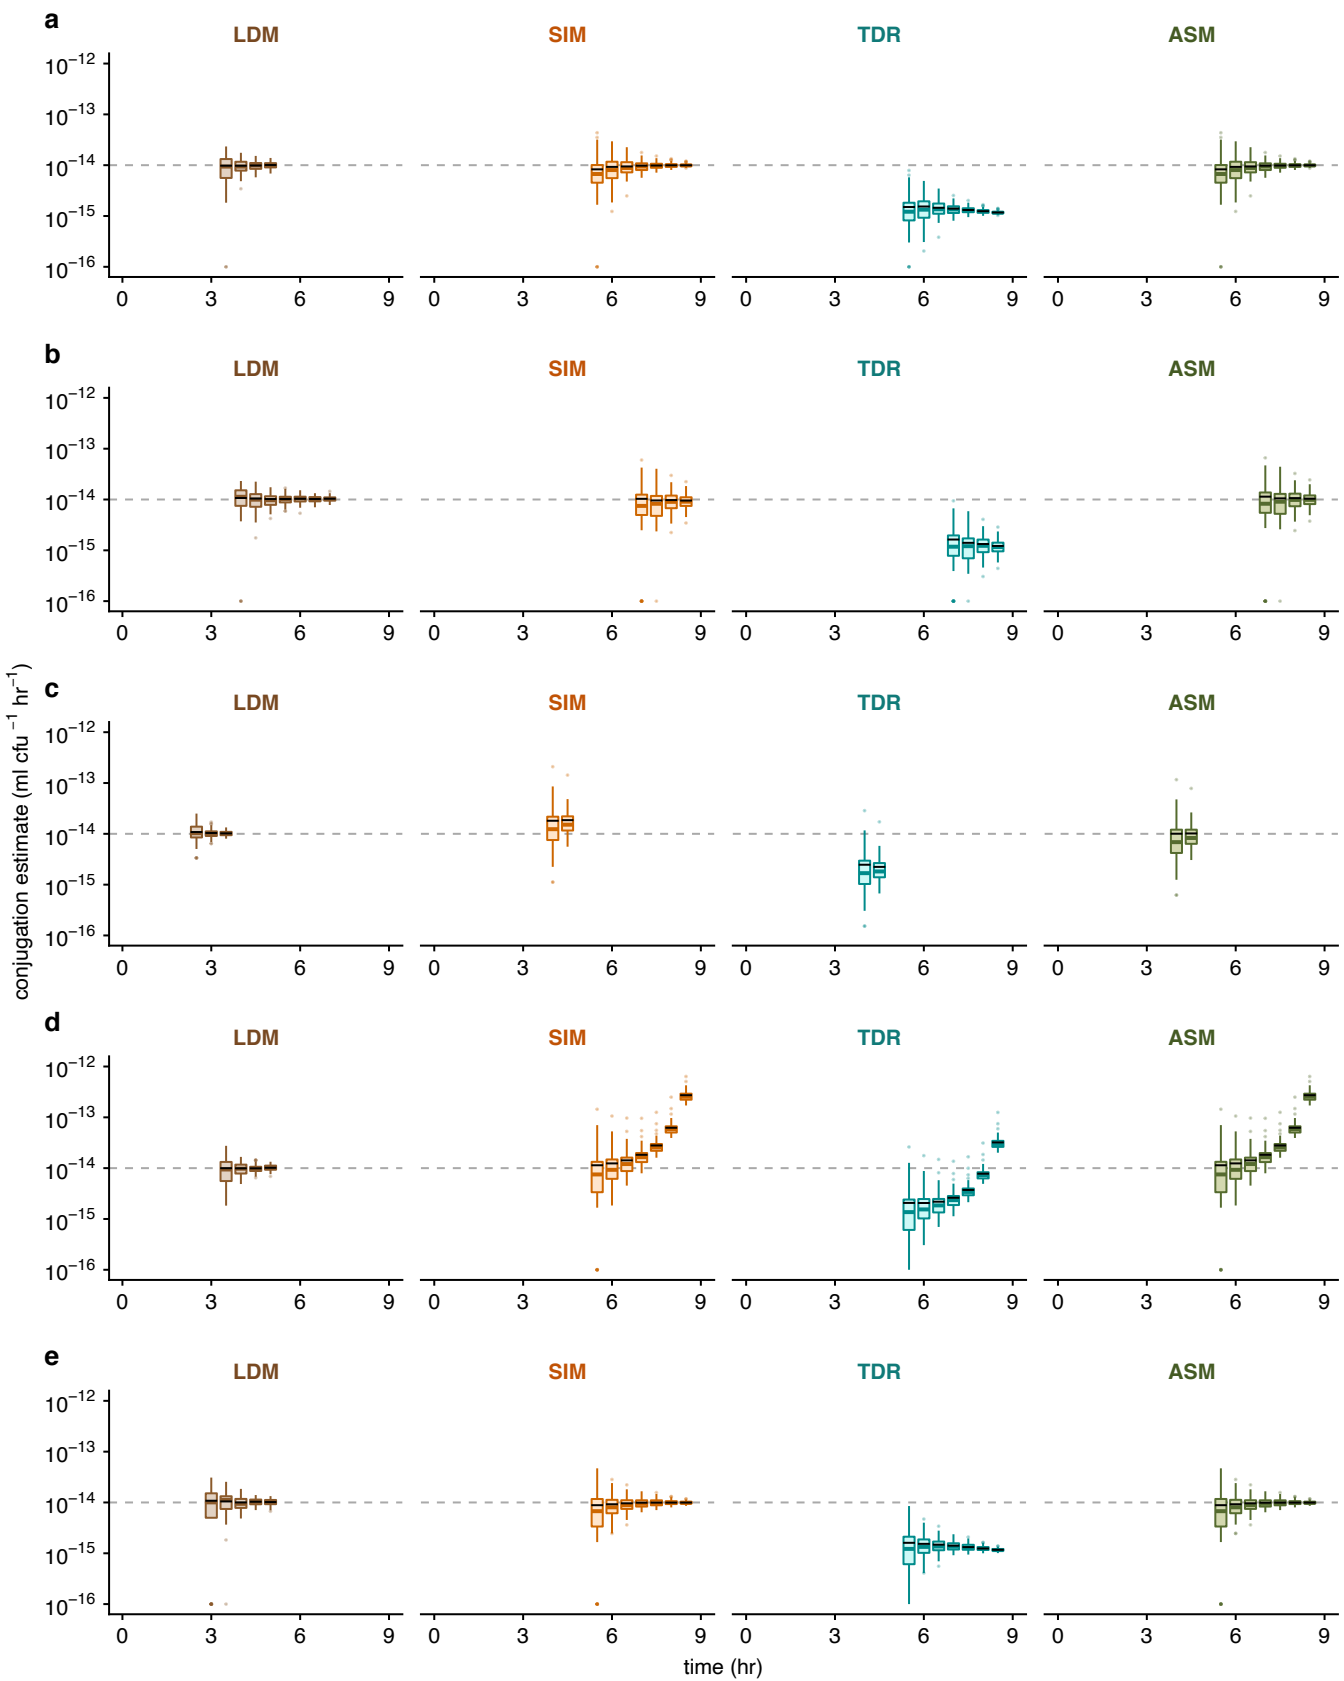 a
LDM SIM TDR ASM
10⁻¹²
10⁻¹³
10⁻¹⁴
10⁻¹⁵
10⁻¹⁶
0 3 6 9 0 3 6 9 0 3 6 9 0 3 6 9
b
LDM SIM TDR ASM
10⁻¹²
10⁻¹³
10⁻¹⁴
10⁻¹⁵
10⁻¹⁶
0 3 6 9 0 3 6 9 0 3 6 9 0 3 6 9
conjugation estimate (ml cfu⁻¹ hr⁻¹)
c
LDM SIM TDR ASM
10⁻¹²
10⁻¹³
10⁻¹⁴
10⁻¹⁵
10⁻¹⁶
0 3 6 9 0 3 6 9 0 3 6 9 0 3 6 9
d
LDM SIM TDR ASM
10⁻¹²
10⁻¹³
10⁻¹⁴
10⁻¹⁵
10⁻¹⁶
0 3 6 9 0 3 6 9 0 3 6 9 0 3 6 9
e
LDM SIM TDR ASM
10⁻¹²
10⁻¹³
10⁻¹⁴
10⁻¹⁵
10⁻¹⁶
0 3 6 9 0 3 6 9 0 3 6 9 0 3 6 9
time (hr)